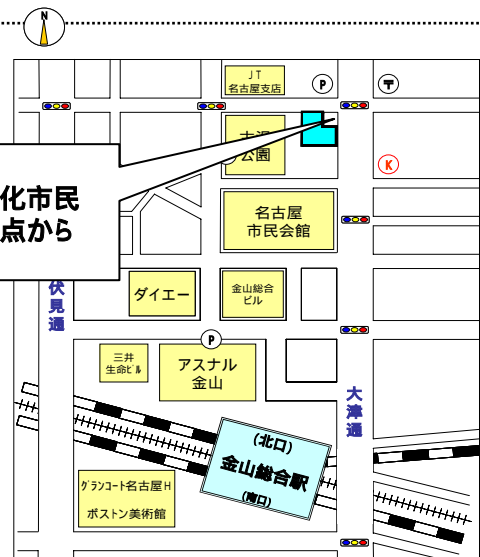 N
JT
名古屋支店
P
〒
公園
K
化市民
点から
名古屋
市民会館
伏見通
ダイエー
金山総合
ビル
P
三井
生命ビル
アスナル
金山
大津通
(北口)
金山総合駅
(南口)
グランコート名古屋H
ボストン美術館